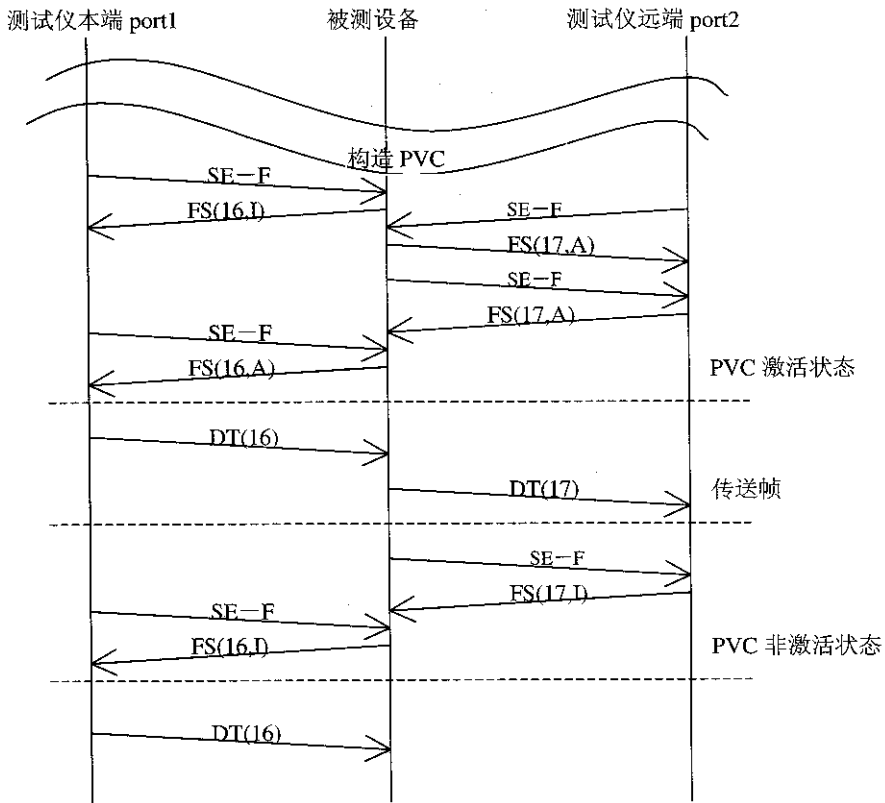 测试仪本端 port1
被测设备
测试仪远端 port2
构造 PVC
SE-F
FS(16,I)
SE-F
FS(17,A)
SE-F
FS(17,A)
SE-F
FS(16,A)
PVC 激活状态
DT(16)
DT(17)
传送帧
SE-F
FS(17,I)
SE-F
FS(16,I)
PVC 非激活状态
DT(16)